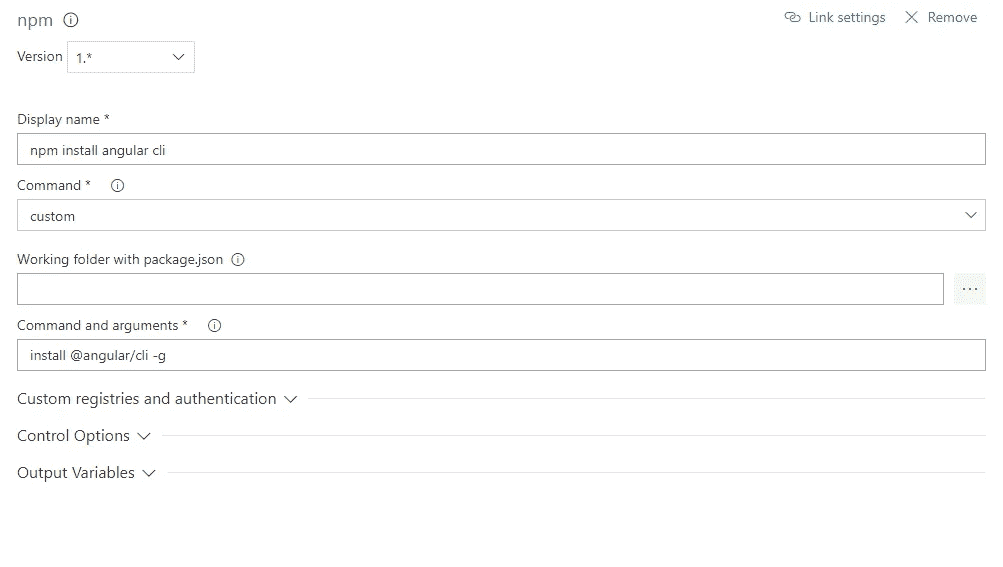 npm
Link settings
Remove
Version 1.*
Display name *
npm install angular cli
Command *
custom
Working folder with package.json
...
Command and arguments *
install @angular/cli -g
Custom registries and authentication
Control Options
Output Variables